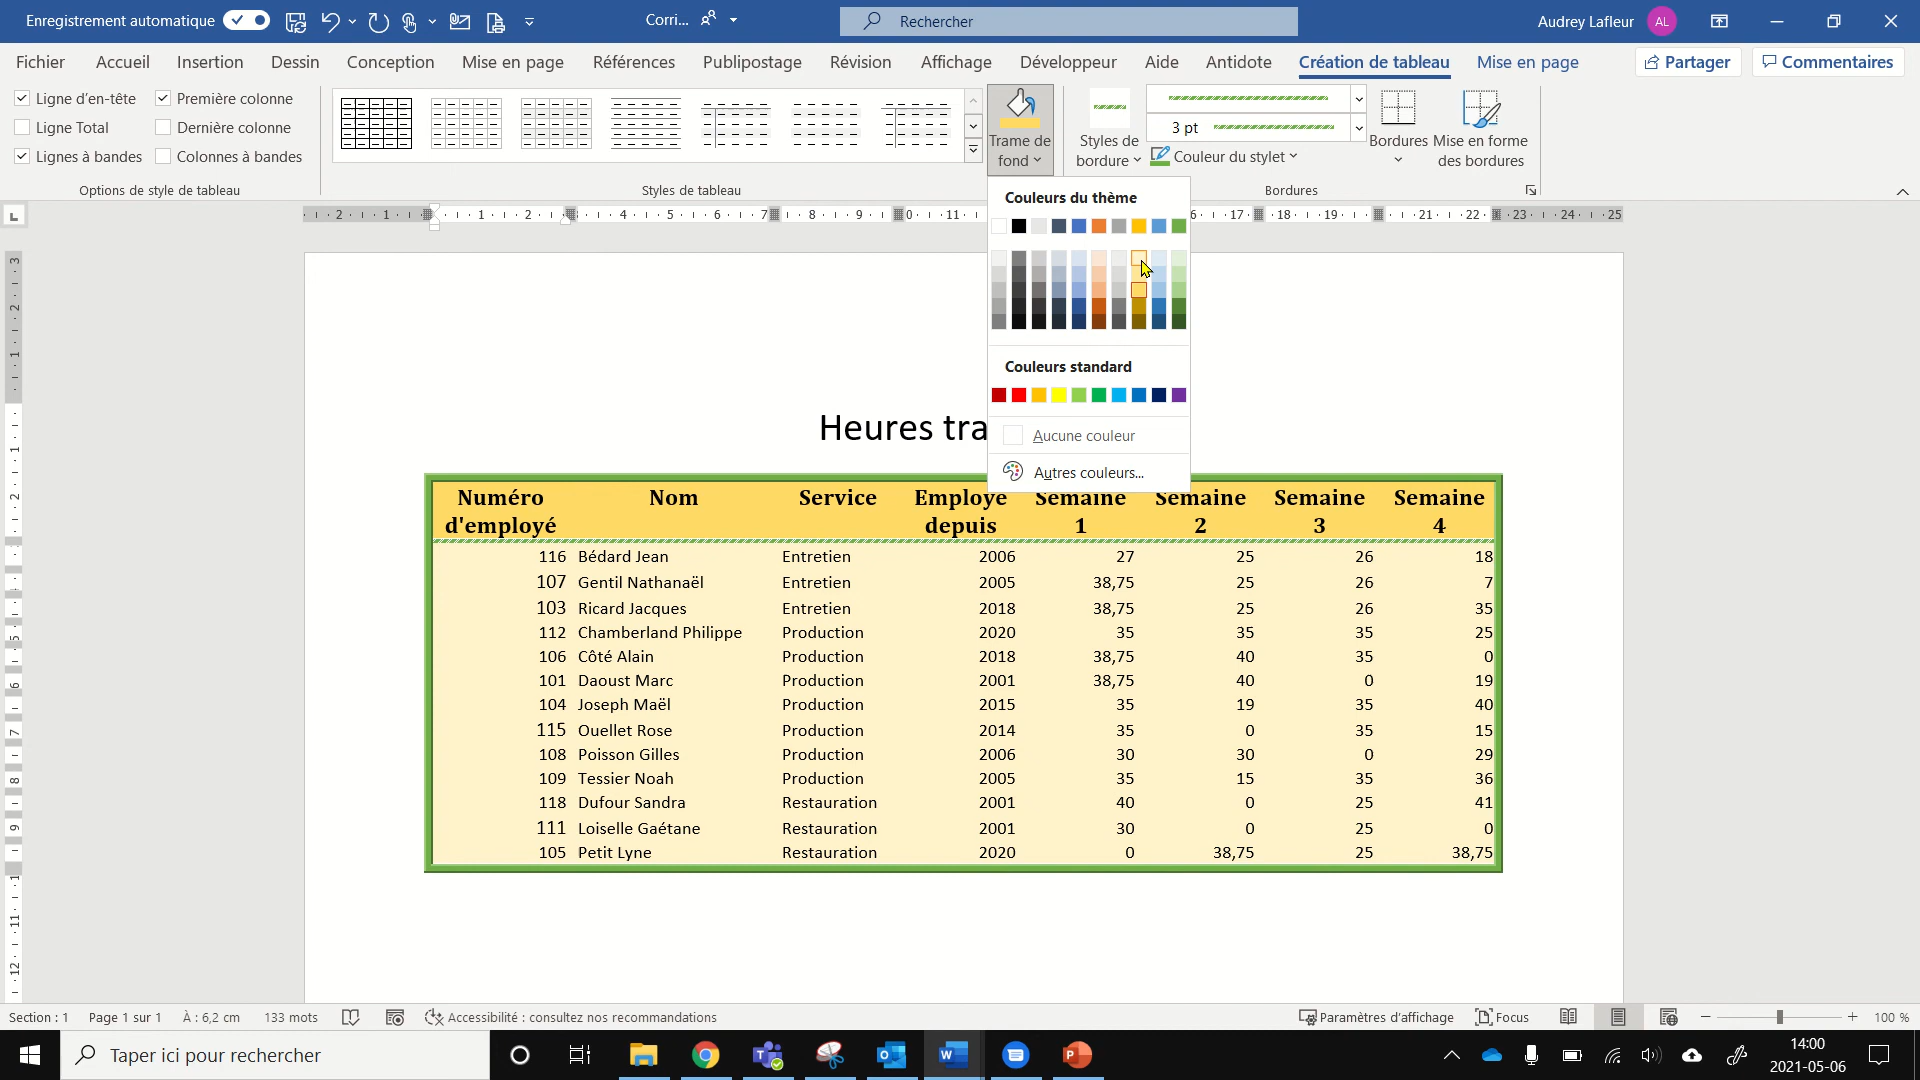 Enregistrement automatique
Corri...
Rechercher
Audrey Lafleur
AL
Fichier Accueil Insertion Dessin Conception Mise en page Références Publipostage Révision Affichage Aide Développeur Antidote Création de tableau Mise en page
Partager
Commentaires
Ligne d'en-tête
Première colonne
Ligne Total
Dernière colonne
Lignes à bandes
Colonnes à bandes
Options de style de tableau
Styles de tableau
Trame de
fond
Styles de
bordure
3 pt
Couleur du stylet
Bordures
Mise en forme
des bordures
Bordures
Couleurs du thème
Couleurs standard
Aucune couleur
Autres couleurs...
Heures tra
Numéro d'employé Nom Service Employé depuis Semaine 1 Semaine 2 Semaine 3 Semaine 4
116 Bédard Jean Entretien 2006 27 25 26 18
107 Gentil Nathanaël Entretien 2005 38,75 25 26 7
103 Ricard Jacques Entretien 2018 38,75 25 26 35
112 Chamberland Philippe Production 2020 35 35 35 25
106 Côté Alain Production 2018 38,75 40 35 0
101 Daoust Marc Production 2001 38,75 40 0 19
104 Joseph Maël Production 2015 35 19 35 40
115 Ouellet Rose Production 2014 35 0 35 15
108 Poisson Gilles Production 2006 30 30 0 29
109 Tessier Noah Production 2005 35 15 35 36
118 Dufour Sandra Restauration 2001 40 0 25 41
111 Loiselle Gaétane Restauration 2001 30 0 25 0
105 Petit Lyne Restauration 2020 0 38,75 25 38,75
Section : 1 Page 1 sur 1 À : 6,2 cm 133 mots Accessibilité : consultez nos recommandations
Paramètres d'affichage Focus 100 %
Taper ici pour rechercher
14:00
2021-05-06